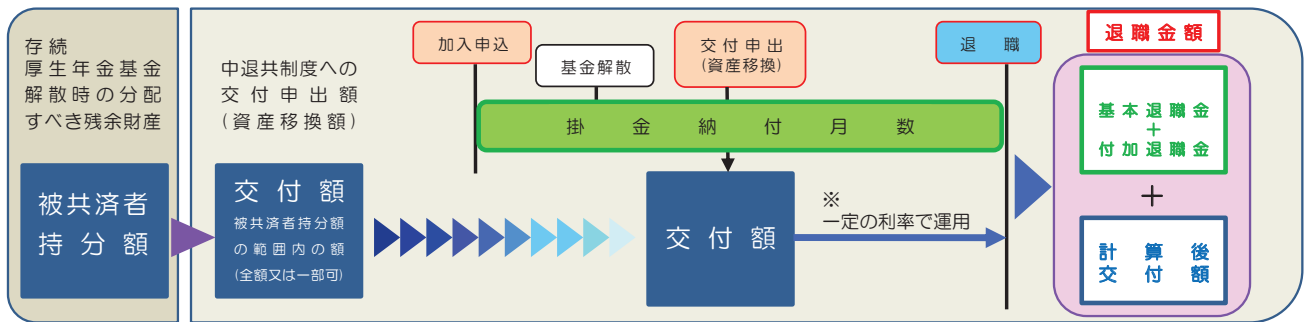 存続
厚生年金基金
解散時の分配
すべき残余財産
被共済者
持分額
中退共制度への
交付申出額
(資産移換額)
交付額
被共済者持分額
の範囲内の額
(全額又は一部可)
加入申込
基金解散
交付申出
(資産移換)
退職
掛金納付月数
交付額
※
一定の利率で運用
退職金額
基本退職金
+
付加退職金
+
計算後
交付額